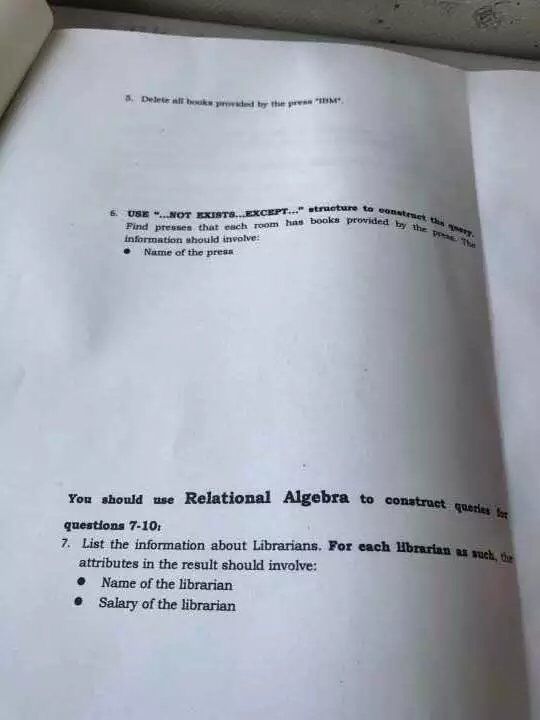 5. Delete all books provided by the press "IBM".
6. USE "...NOT EXISTS...EXCEPT..." structure to construct the query.
Find presses that each room has books provided by the press. The
information should involve:
• Name of the press
You should use Relational Algebra to construct queries for
questions 7-10:
7. List the information about Librarians. For each librarian as such, the
attributes in the result should involve:
• Name of the librarian
• Salary of the librarian